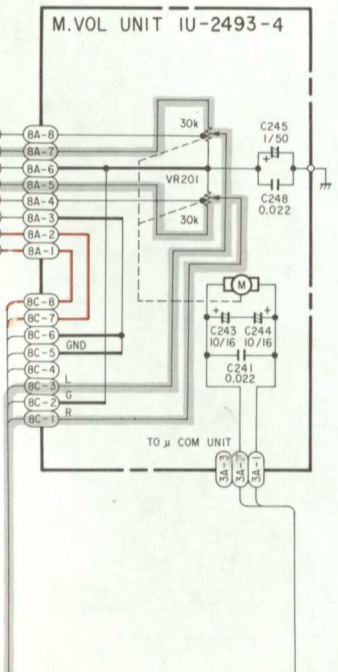 M.VOL UNIT 1U-2493-4
30k
C245
1/50
8A-8
8A-7
8A-6
VR201
C248
0.022
8A-5
8A-4
30k
8A-3
8A-2
8A-1
M
8C-8
8C-7
C243 C244
10/16 10/16
8C-6
GND
8C-5
8C-4
C241
0.022
8C-3 L
8C-2 G
8C-1 R
TO μ COM UNIT
3A-3
3A-2
3A-1